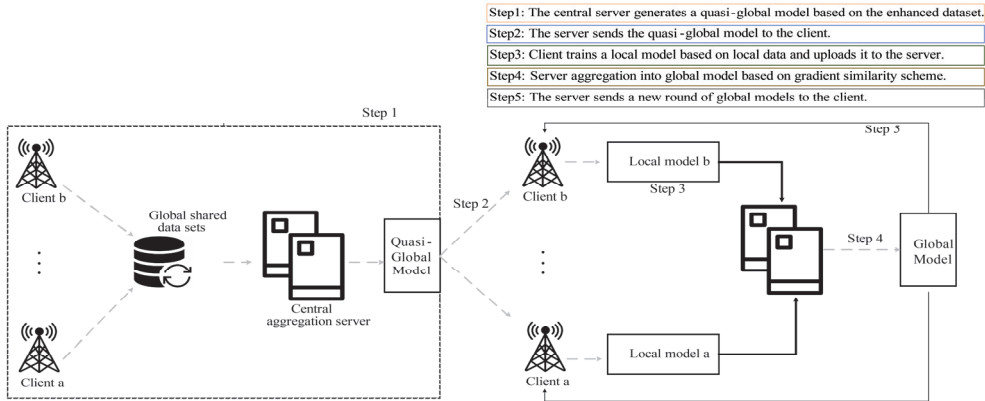 Step1: The central server generates a quasi-global model based on the enhanced dataset.
Step2: The server sends the quasi-global model to the client.
Step3: Client trains a local model based on local data and uploads it to the server.
Step4: Server aggregation into global model based on gradient similarity scheme.
Step5: The server sends a new round of global models to the client.
Step 1
Client b
Global shared
data sets
Central
aggregation server
Quasi-
Global
Model
Client a
Step 2
Client b
Local model b
Step 3
Step 4
Step 5
Global
Model
Local model a
Client a